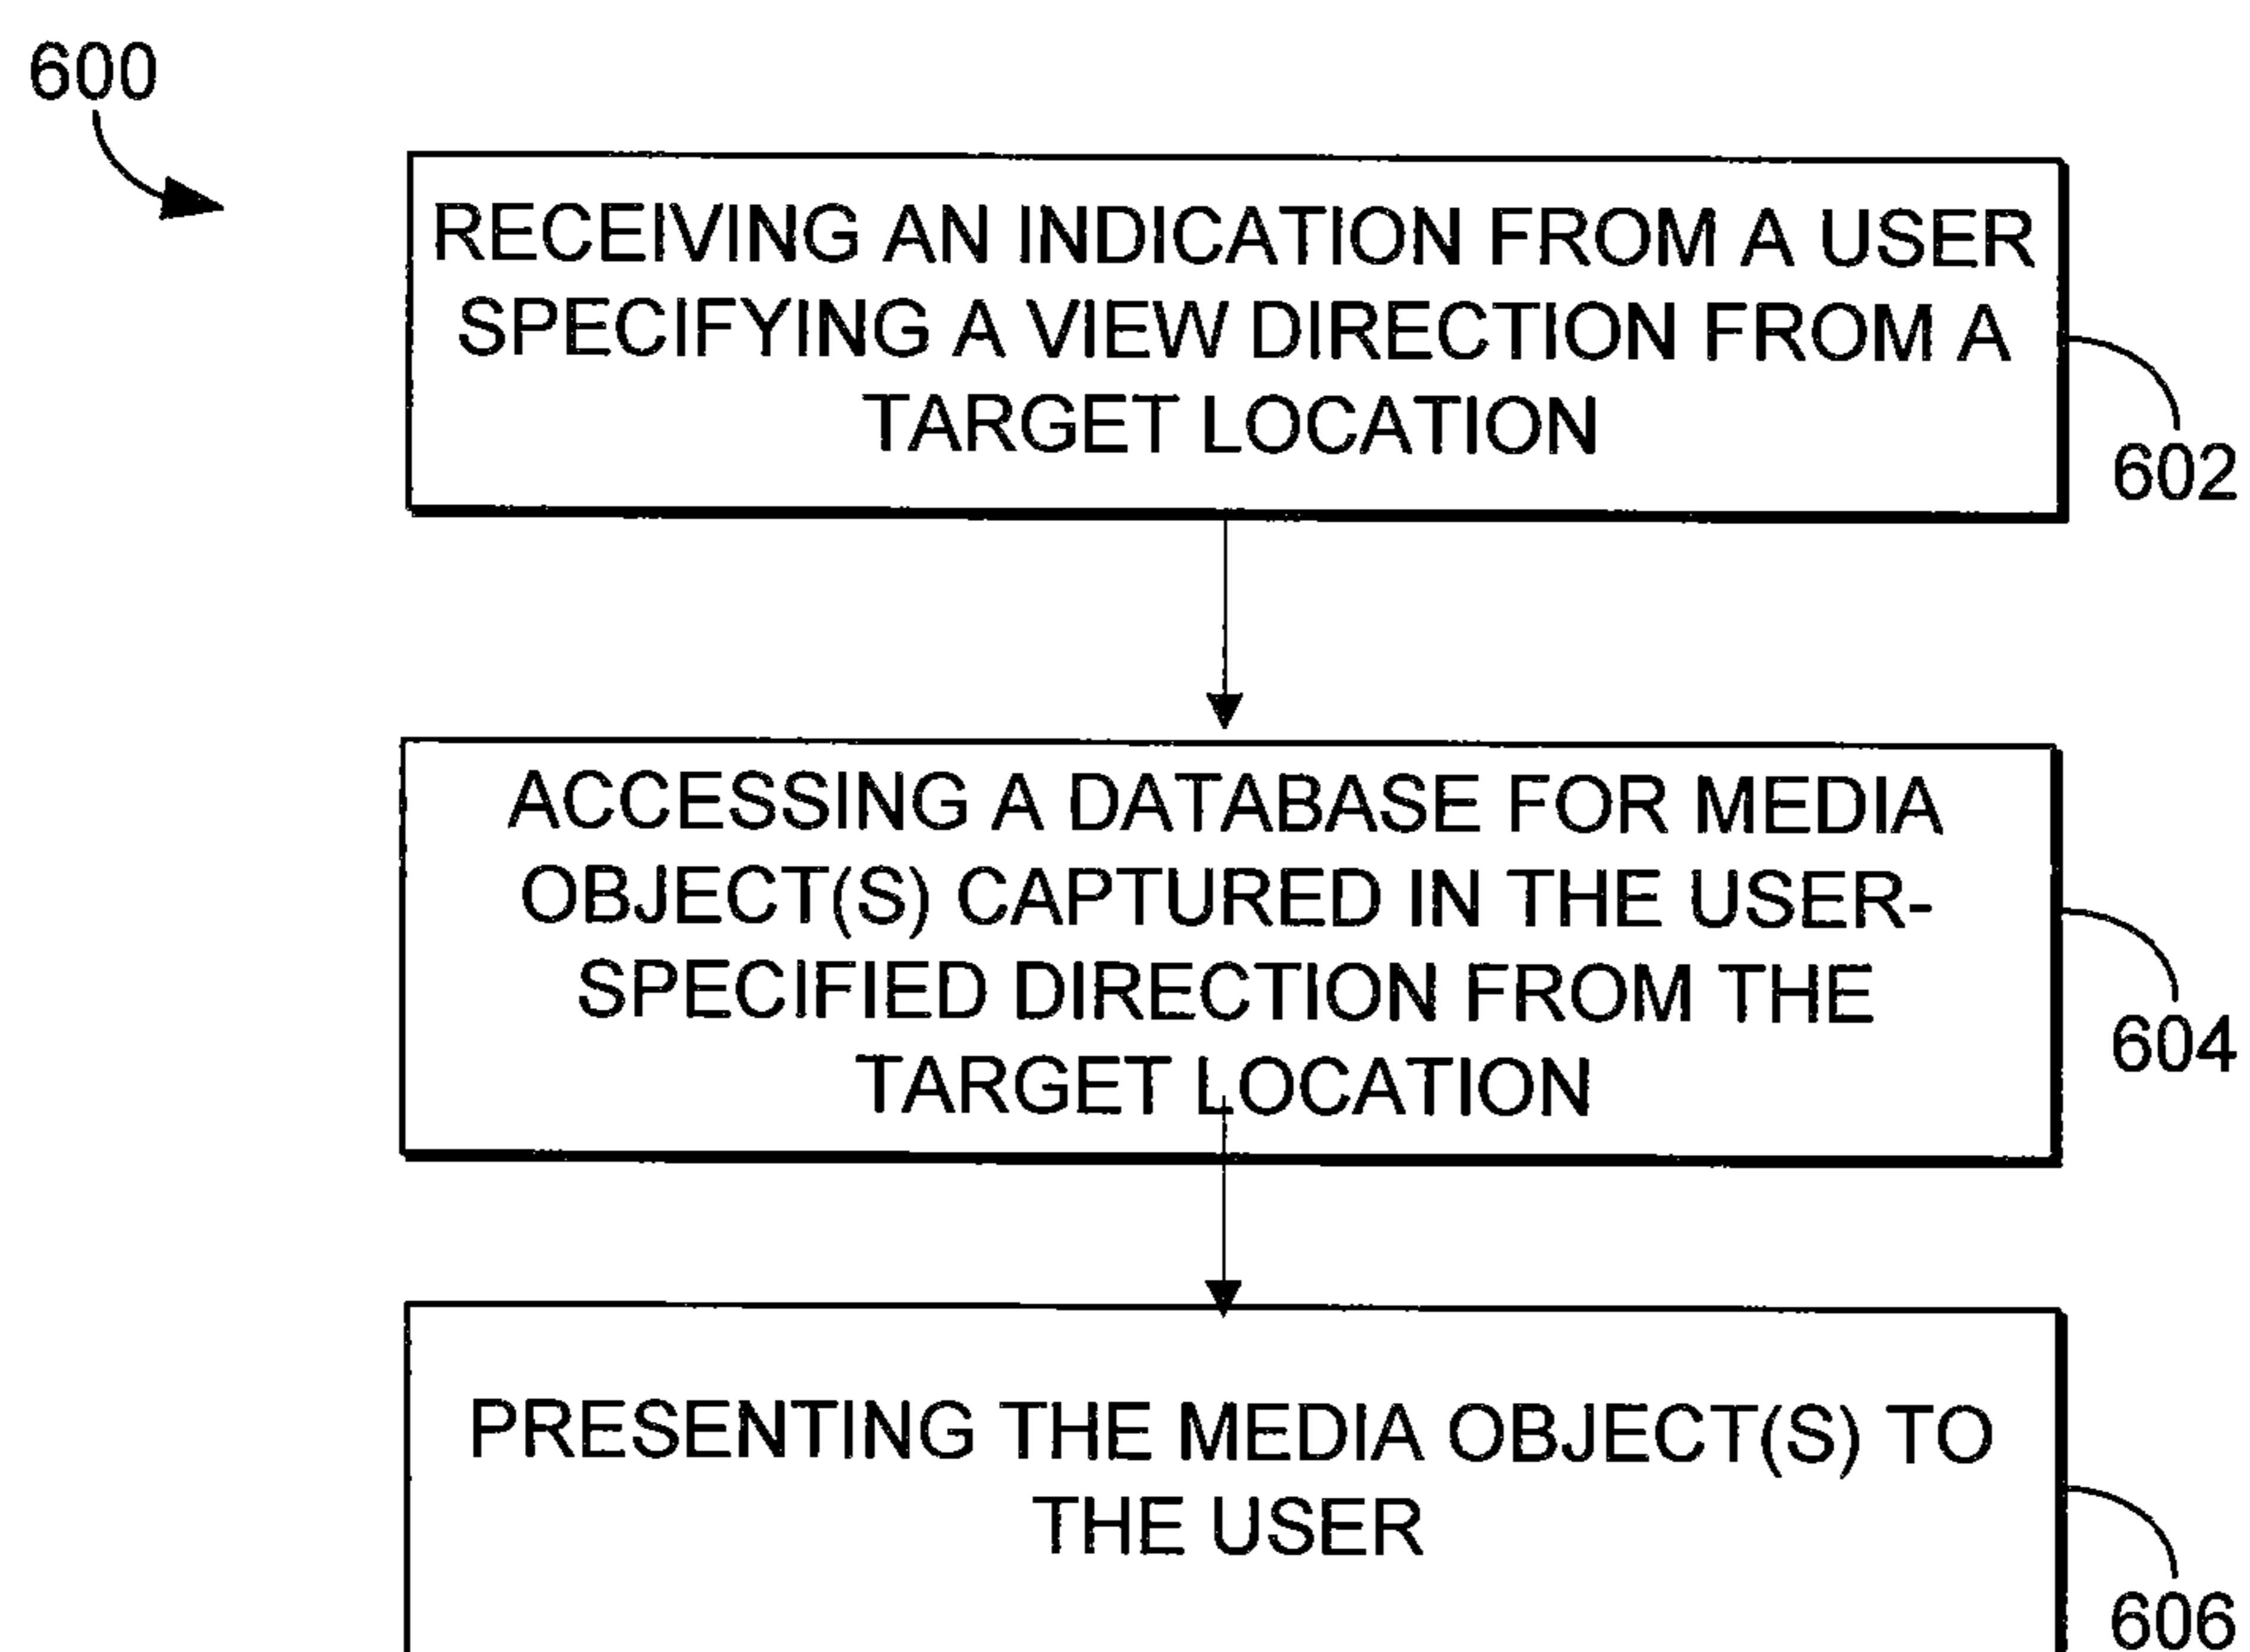 600
RECEIVING AN INDICATION FROM A USER
SPECIFYING A VIEW DIRECTION FROM A
TARGET LOCATION
602
ACCESSING A DATABASE FOR MEDIA
OBJECT(S) CAPTURED IN THE USER-
SPECIFIED DIRECTION FROM THE
TARGET LOCATION
604
PRESENTING THE MEDIA OBJECT(S) TO
THE USER
606